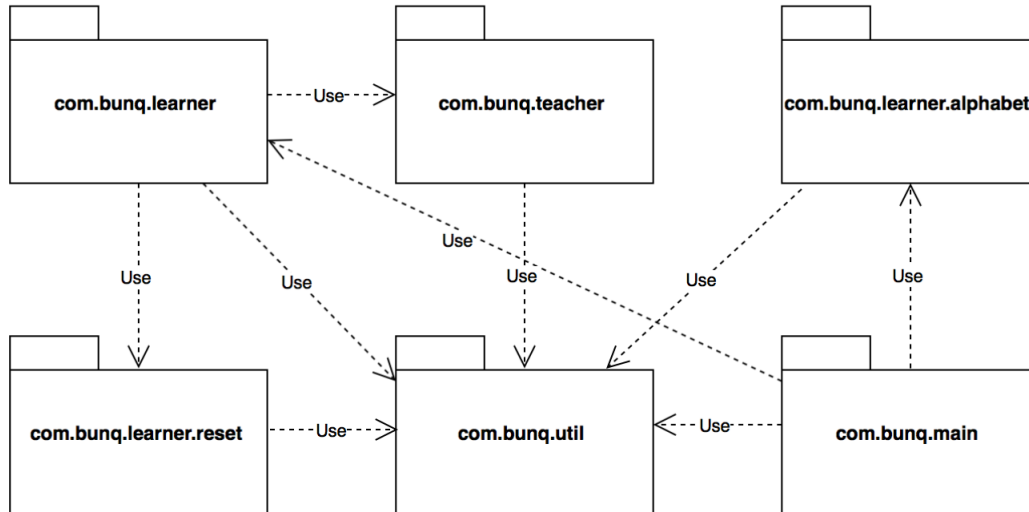 com.bunq.learner
Use
com.bunq.teacher
com.bunq.learner.alphabet
Use
Use
Use
Use
Use
Use
com.bunq.learner.reset
Use
com.bunq.util
Use
com.bunq.main